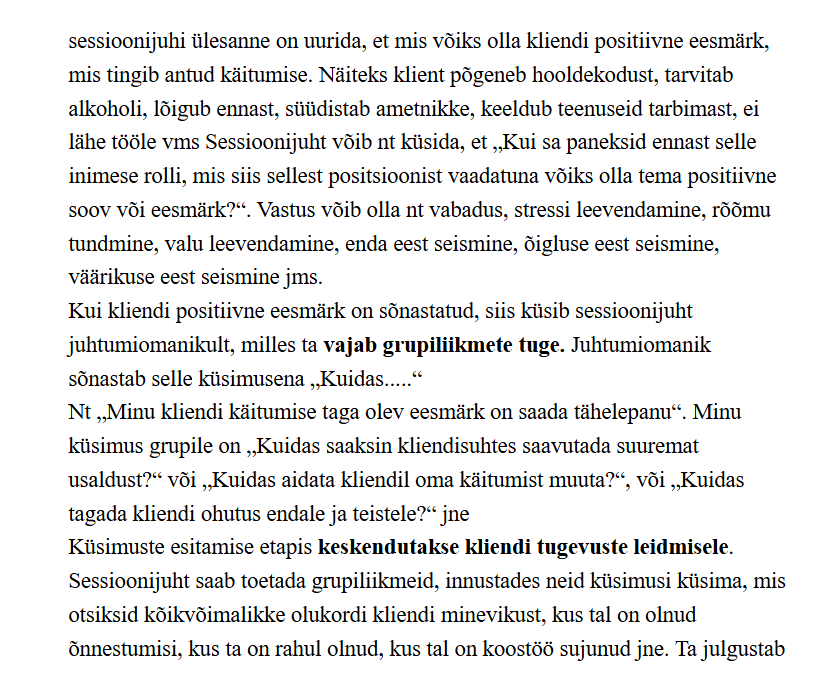 sessioonijuhi ülesanne on uurida, et mis võiks olla kliendi positiivne eesmärk,
mis tingib antud käitumise. Näiteks klient põgeneb hooldekodust, tarvitab
alkoholi, lõigub ennast, süüdistab ametnikke, keeldub teenuseid tarbimast, ei
lähe tööle vms Sessioonijuht võib nt küsida, et „Kui sa paneksid ennast selle
inimese rolli, mis siis sellest positsioonist vaadatuna võiks olla tema positiivne
soov või eesmärk?“. Vastus võib olla nt vabadus, stressi leevendamine, rõõmu
tundmine, valu leevendamine, enda eest seismine, õigluse eest seismine,
väärikuse eest seismine jms.
Kui kliendi positiivne eesmärk on sõnastatud, siis küsib sessioonijuht
juhtumiomanikult, milles ta vajab grupiliikmete tuge. Juhtumiomanik
sõnastab selle küsimusena „Kuidas.....“
Nt „Minu kliendi käitumise taga olev eesmärk on saada tähelepanu“. Minu
küsimus grupile on „Kuidas saaksin kliendisuhtes saavutada suuremat
usaldust?“ või „Kuidas aidata kliendil oma käitumist muuta?“, või „Kuidas
tagada kliendi ohutus endale ja teistele?“ jne
Küsimuste esitamise etapis keskendutakse kliendi tugevuste leidmisele.
Sessioonijuht saab toetada grupiliikmeid, innustades neid küsimusi küsima, mis
otsiksid kõikvõimalikke olukordi kliendi minevikust, kus tal on olnud
õnnestumisi, kus ta on rahul olnud, kus tal on koostöö sujunud jne. Ta julgustab